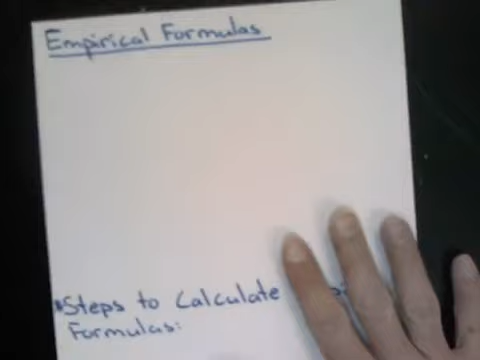 Empirical Formulas
*Steps to Calculate
Formulas: